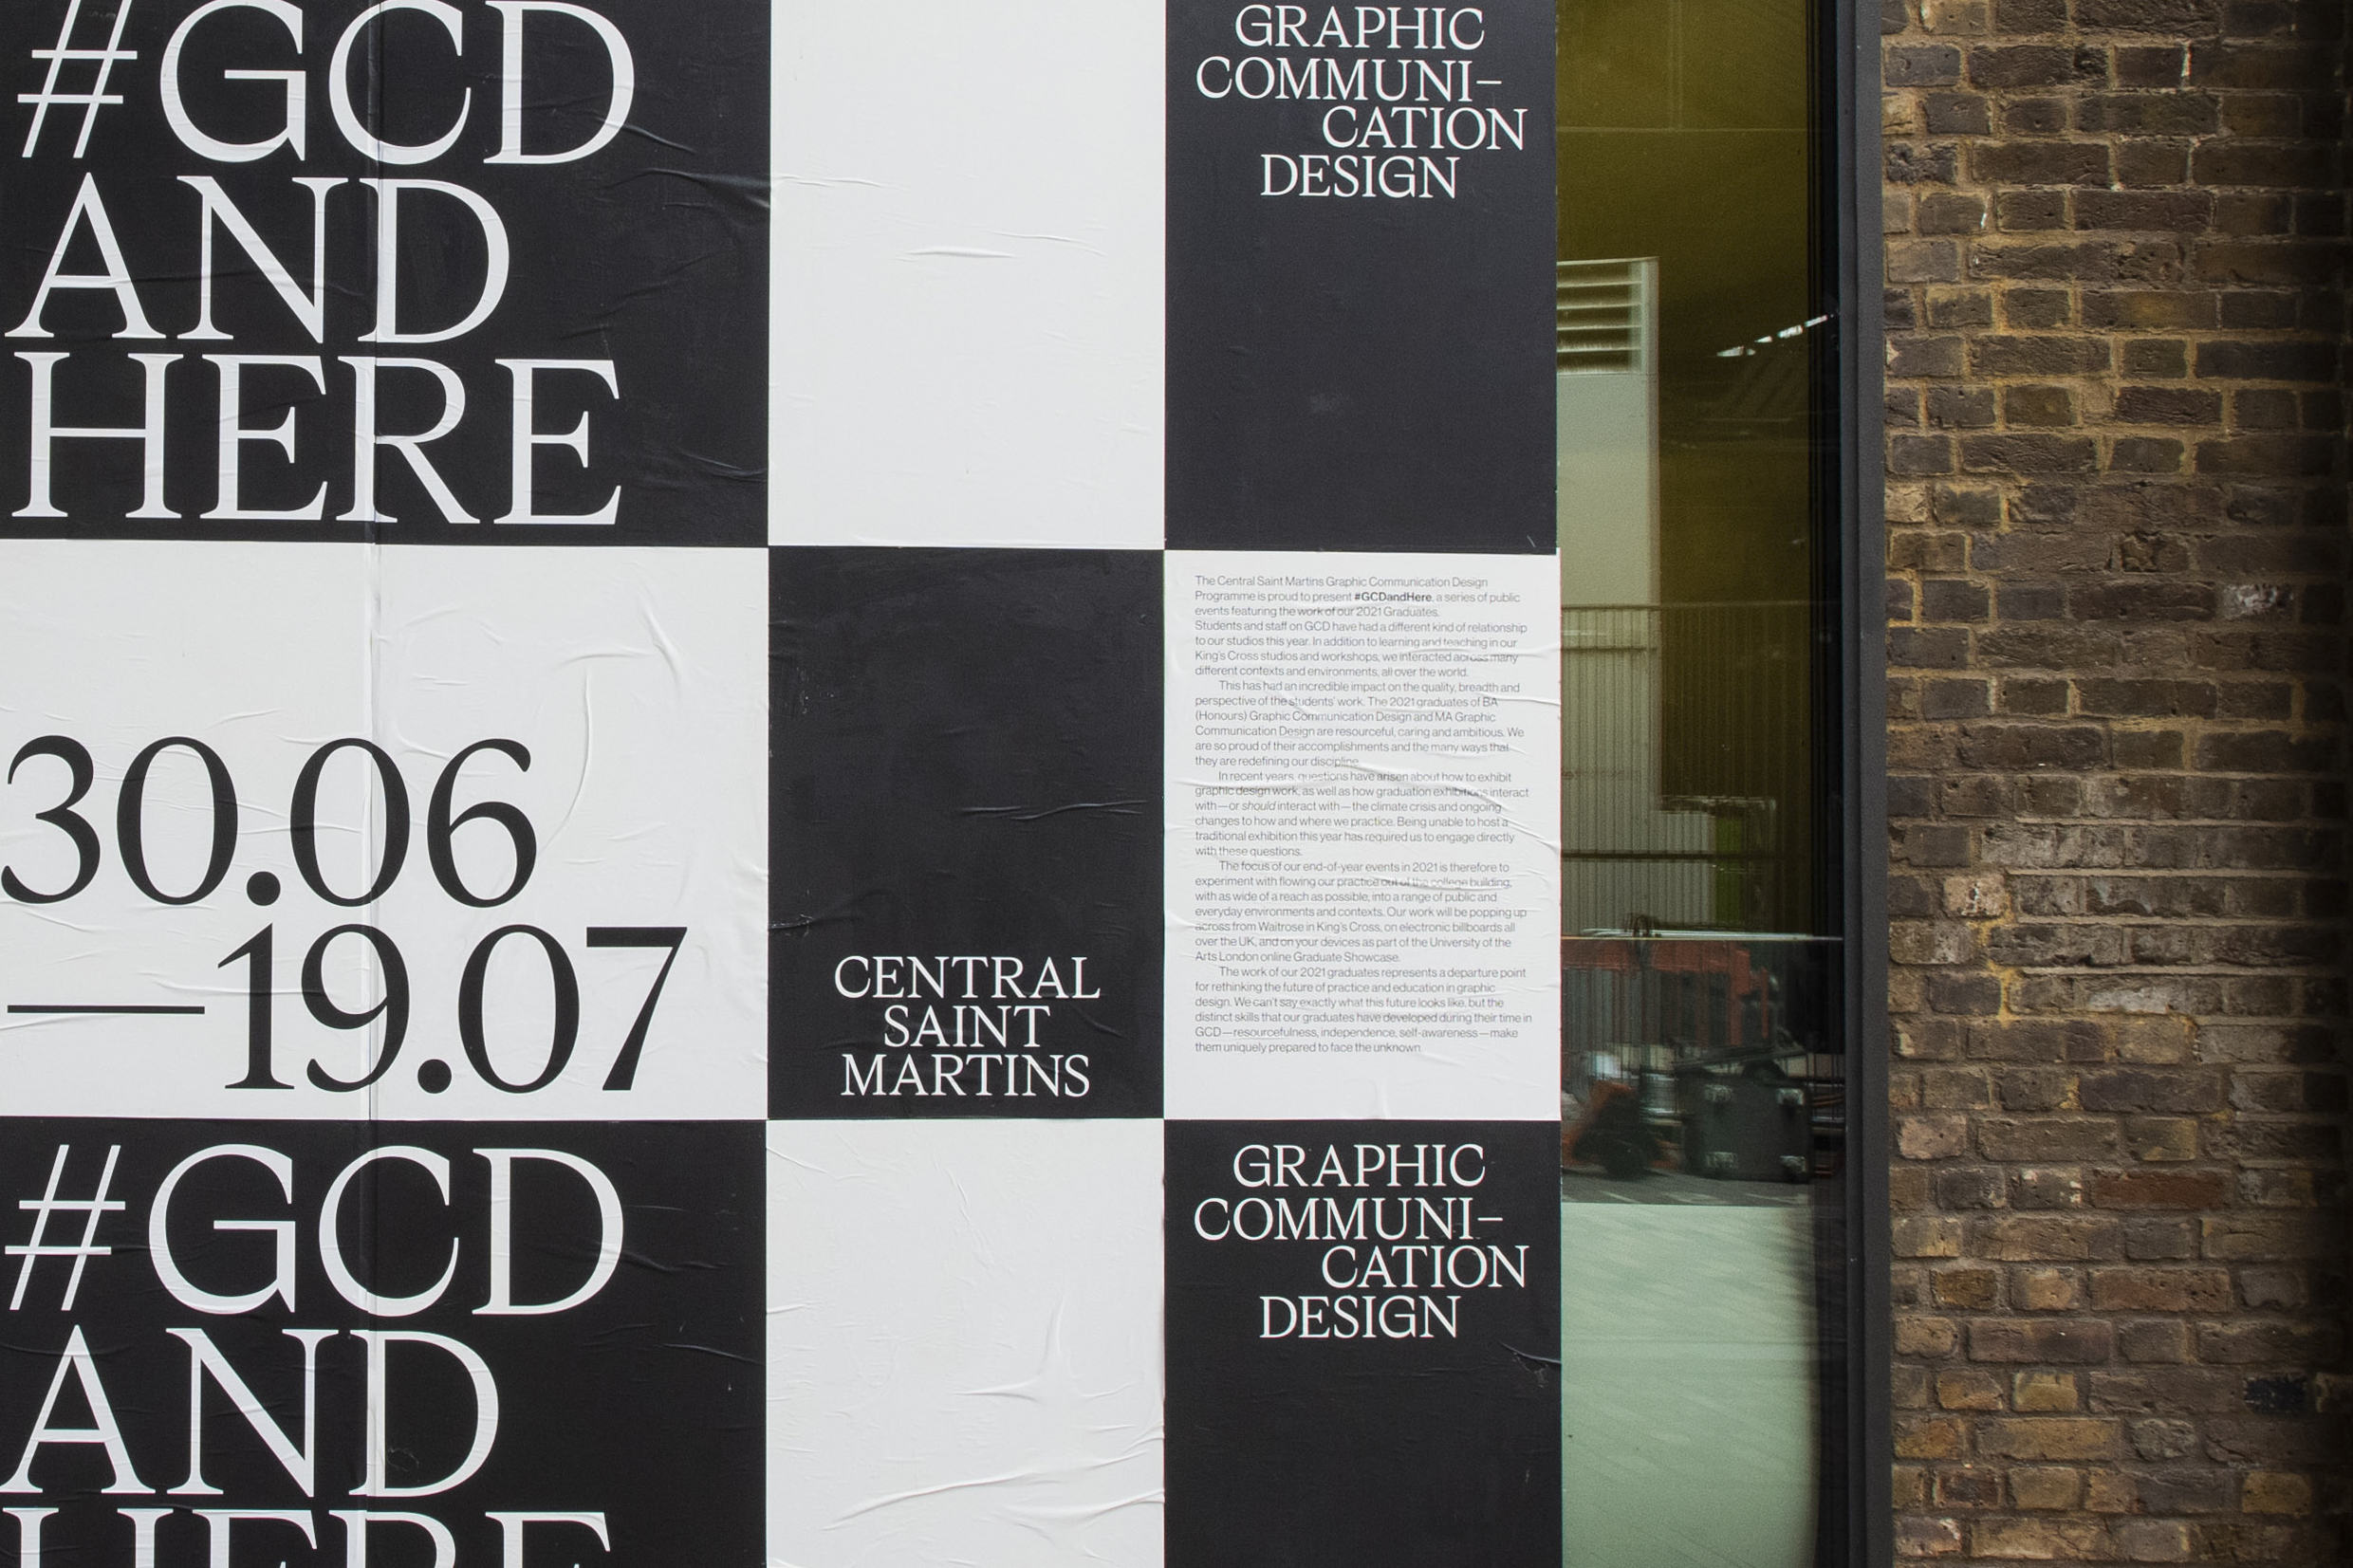 #GCD
AND
HERE
GRAPHIC
COMMUNI–
CATION
DESIGN
30.06
—19.07
CENTRAL
SAINT
MARTINS
The Central Saint Martins Graphic Communication Design
Programme is proud to present #GCDandHere, a series of public
events featuring the work of our 2021 Graduates.
Students and staff on GCD have had a different kind of relationship
to our studios this year. In addition to learning and teaching in our
King's Cross studios and workshops, we interacted across many
different contexts and environments, all over the world.
This has had an incredible impact on the quality, breadth and
perspective of the students' work. The 2021 graduates of BA
(Honours) Graphic Communication Design and MA Graphic
Communication Design are resourceful, caring and ambitious. We
are so proud of their accomplishments and the many ways that
they are redefining our discipline.
In recent years, questions have arisen about how to exhibit
graphic design work, as well as how graduation exhibitions interact
with—or should interact with—the climate crisis and ongoing
changes to how and where we practice. Being unable to host a
traditional exhibition this year has required us to engage directly
with these questions.
The focus of our end-of-year events in 2021 is therefore to
experiment with flowing our practice out of the college building,
with as wide of a reach as possible, into a range of public and
everyday environments and contexts. Our work will be popping up
across from Waitrose in King's Cross, on electronic billboards all
over the UK, and on your devices as part of the University of the
Arts London online Graduate Showcase.
The work of our 2021 graduates represents a departure point
for rethinking the future of practice and education in graphic
design. We can't say exactly what this future looks like, but the
distinct skills that our graduates have developed during their time in
GCD—resourcefulness, independence, self-awareness—make
them uniquely prepared to face the unknown.
#GCD
AND
HERE
GRAPHIC
COMMUNI–
CATION
DESIGN